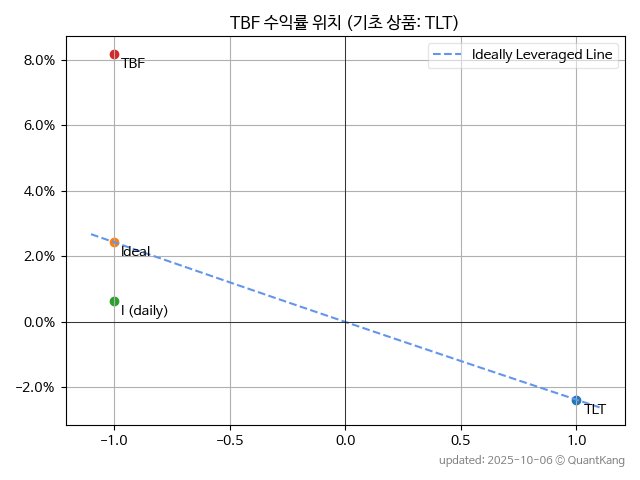 TBF 수익률 위치 (기초 상품: TLT)
Ideally Leveraged Line
8.0%
6.0%
4.0%
2.0%
0.0%
−2.0%
TBF
Ideal
I (daily)
TLT
−1.0
−0.5
0.0
0.5
1.0
updated: 2025-10-06 © QuantKang